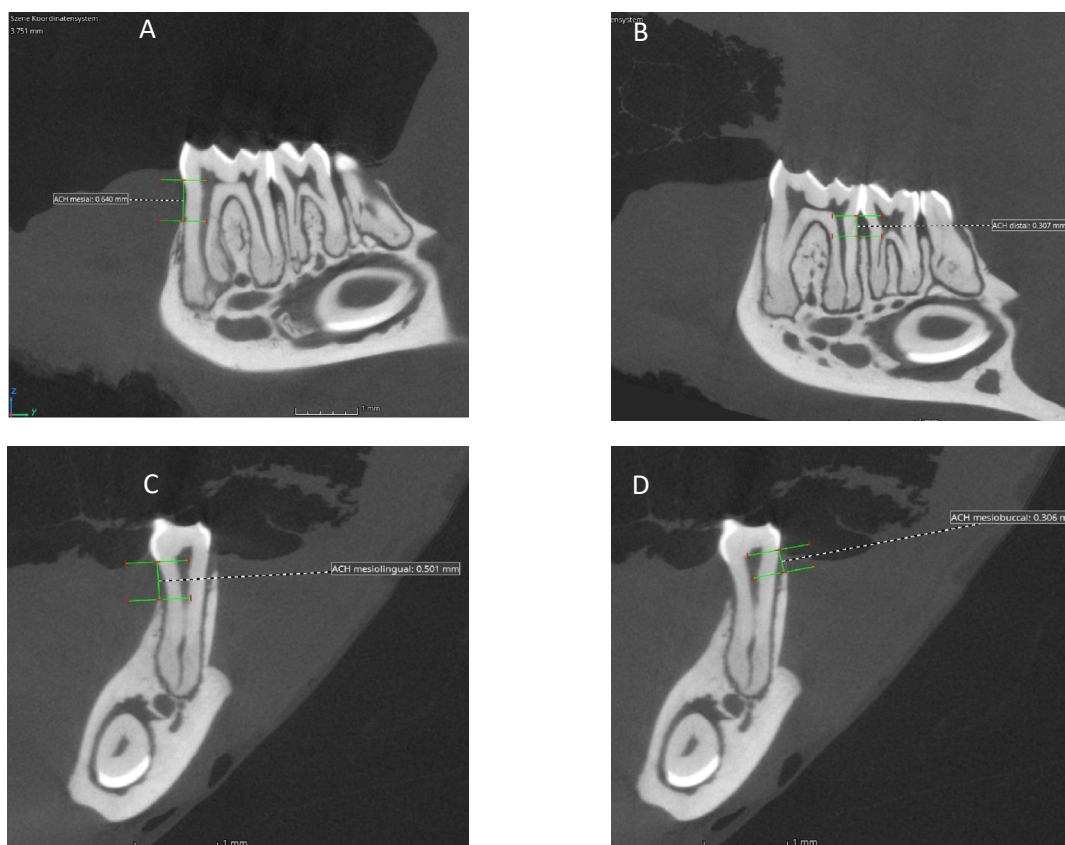 Szene Koordinatensystem
3.751 mm
A
ACH mesial: 0.640 mm
z
y
1 mm
B
ACH distal: 0.307 mm
C
ACH mesiolingual: 0.501 mm
1 mm
D
ACH mesiobuccal: 0.306
1 mm